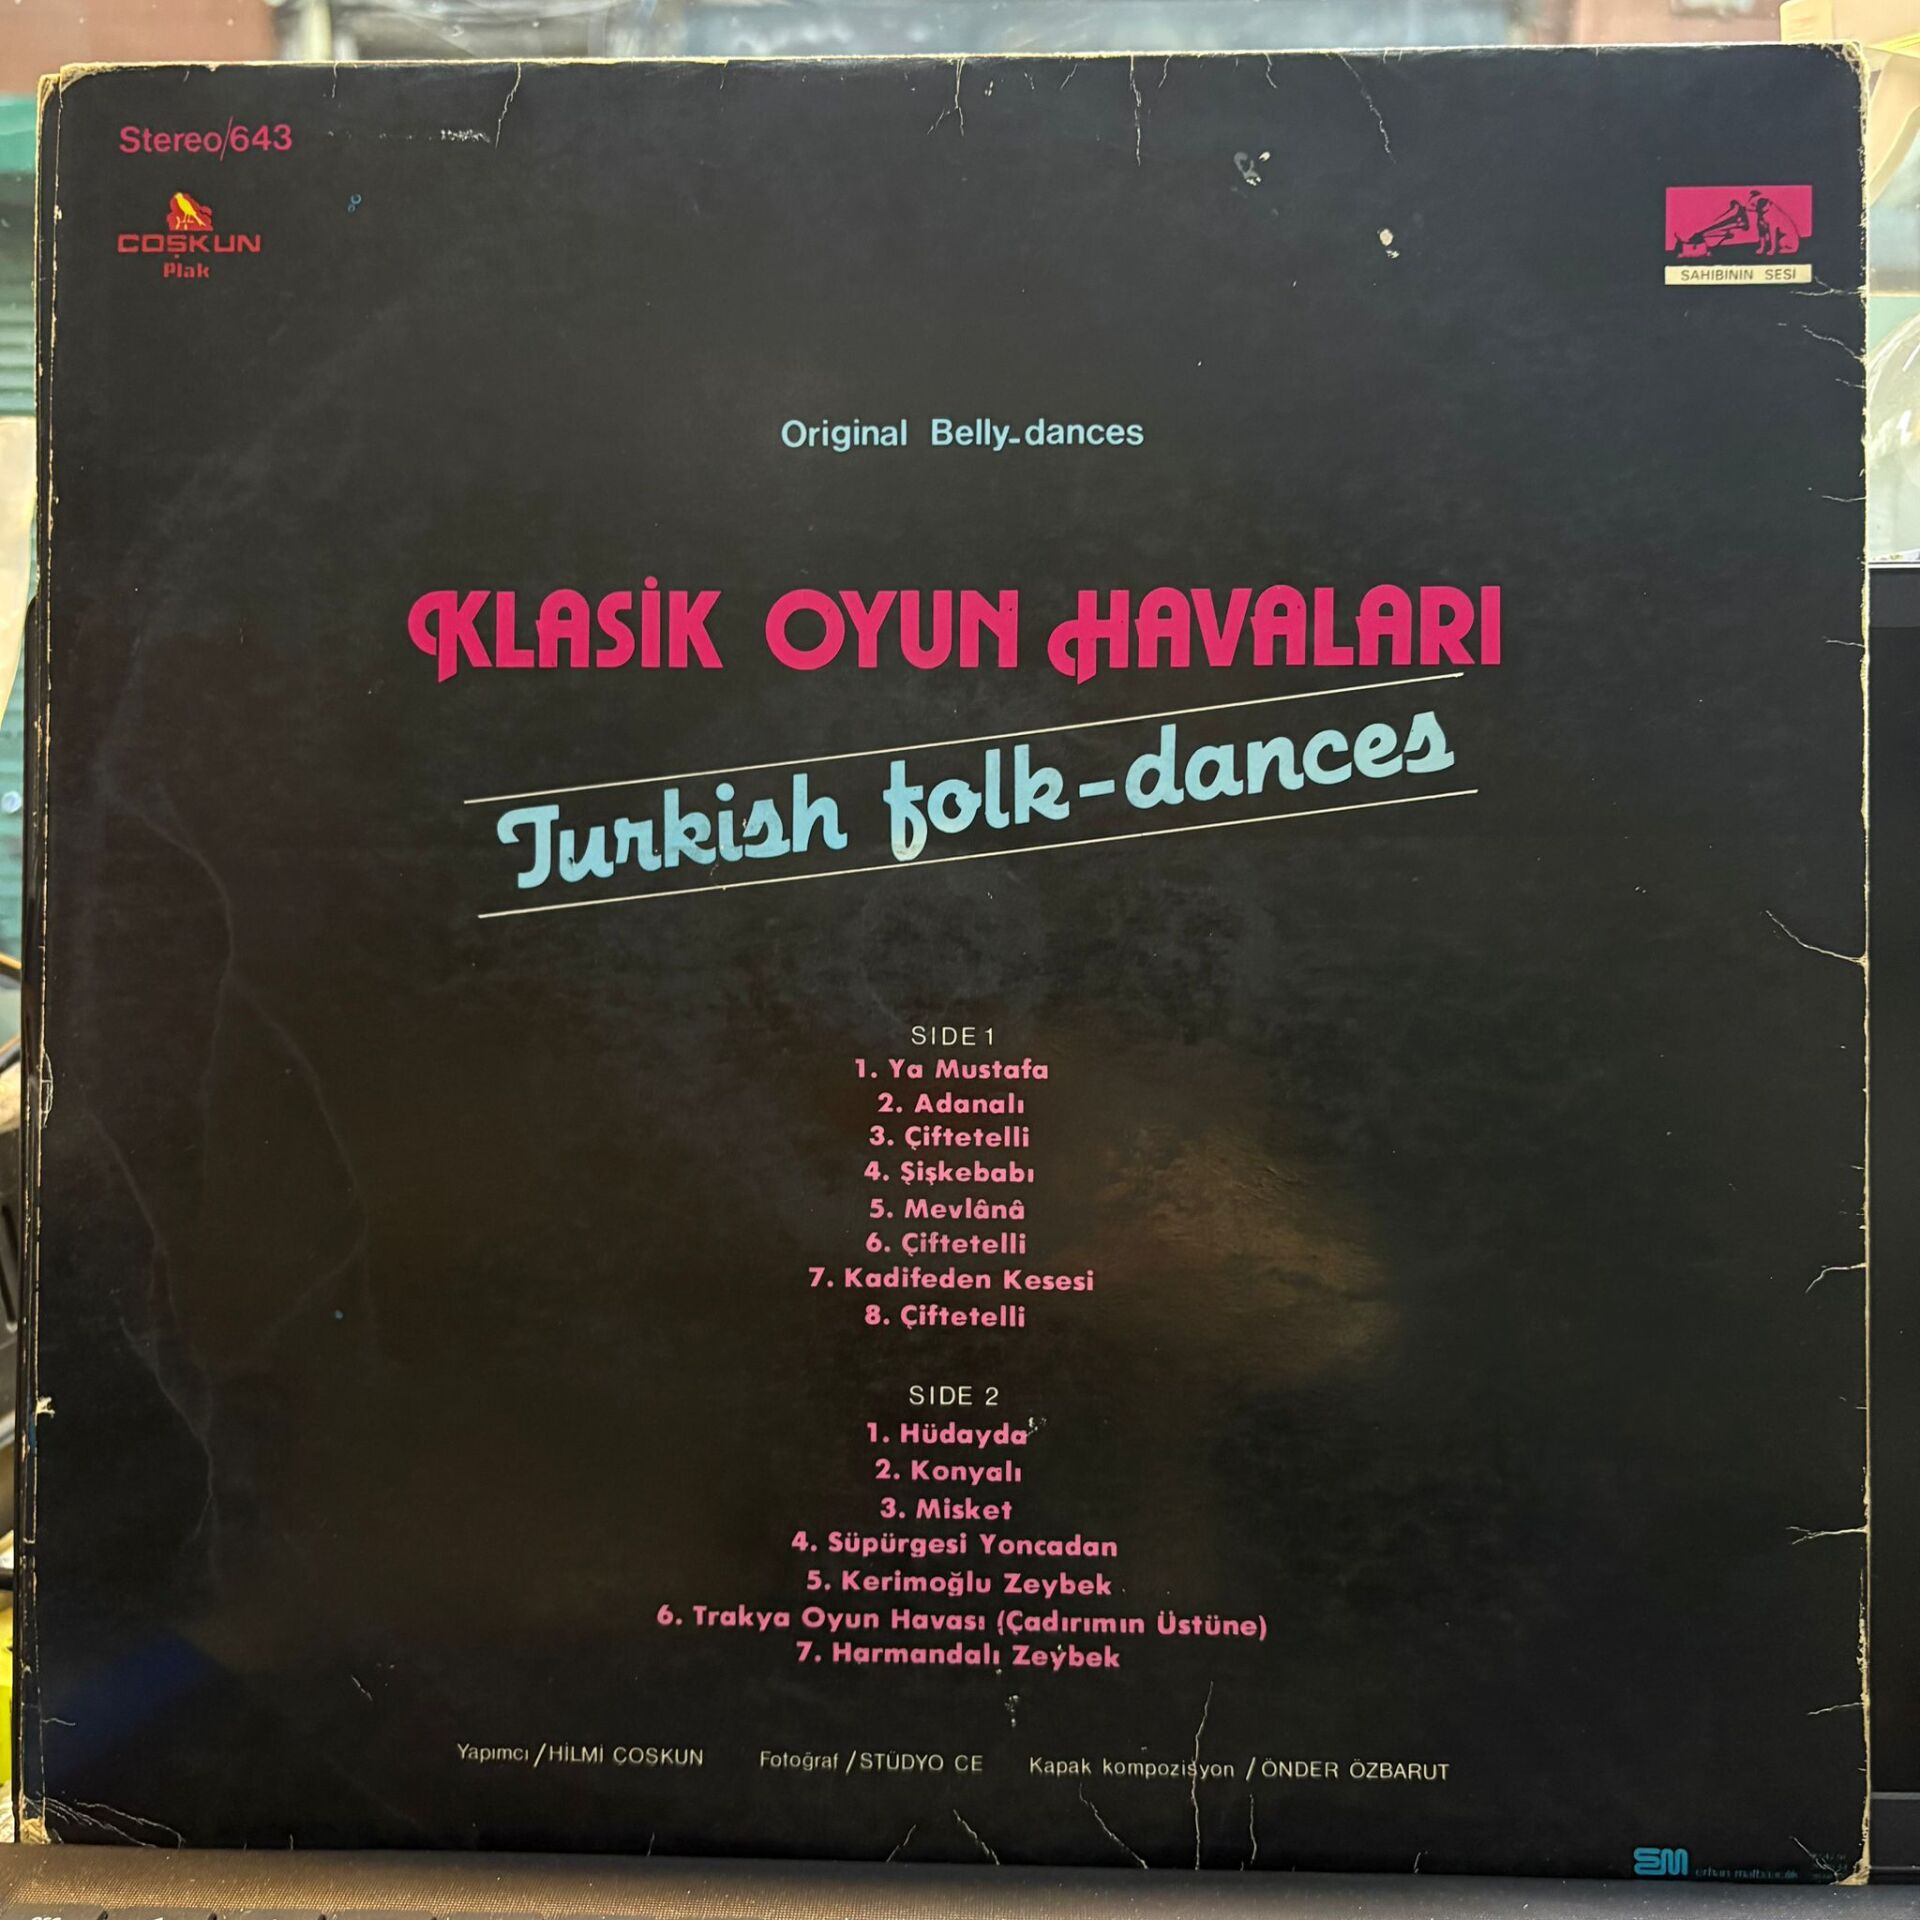 Stereo/643
COŞKUN
Plak
SAHIBININ SESI
Original Belly-dances
KLASİK OYUN HAVALARI
Turkish folk-dances
SIDE 1
1. Ya Mustafa
2. Adanalı
3. Çiftetelli
4. Şişkebabı
5. Mevlânâ
6. Çiftetelli
7. Kadifeden Kesesi
8. Çiftetelli
SIDE 2
1. Hüdayda
2. Konyalı
3. Misket
4. Süpürgesi Yoncadan
5. Kerimoğlu Zeybek
6. Trakya Oyun Havası (Çadırımın Üstüne)
7. Harmandalı Zeybek
Yapımcı/HİLMİ ÇOSKUN Fotoğraf/STÜDYO CE Kapak kompozisyon/ÖNDER ÖZBARUT
erhan matbaacılık